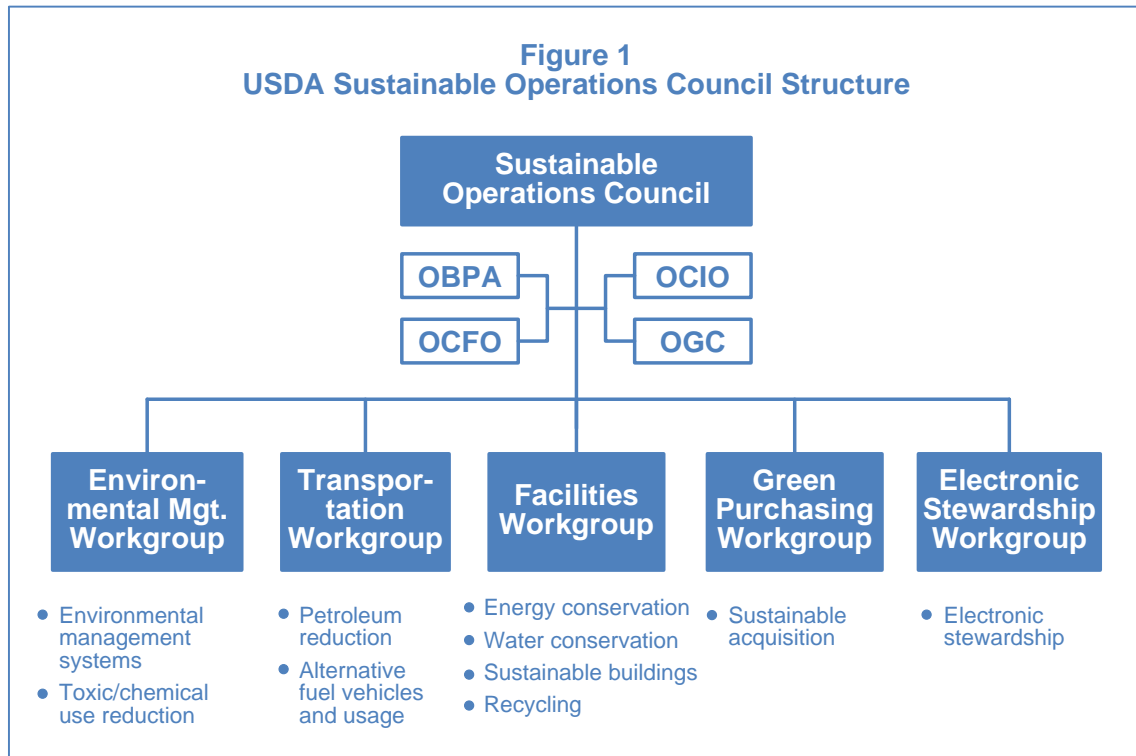 Figure 1
USDA Sustainable Operations Council Structure
Sustainable
Operations Council
OBPA
OCIO
OCFO
OGC
Environ-
mental Mgt.
Workgroup
Transpor-
tation
Workgroup
Facilities
Workgroup
Green
Purchasing
Workgroup
Electronic
Stewardship
Workgroup
• Environmental
management
systems
• Toxic/chemical
use reduction
• Petroleum
reduction
• Alternative
fuel vehicles
and usage
• Energy conservation
• Water conservation
• Sustainable buildings
• Recycling
• Sustainable
acquisition
• Electronic
stewardship